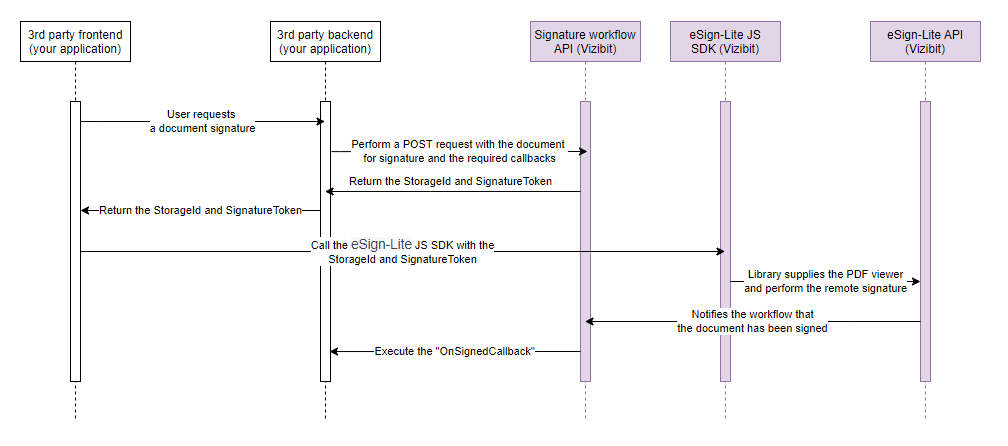 3rd party frontend
(your application)
3rd party backend
(your application)
Signature workflow
API (Vizibit)
eSign-Lite JS
SDK (Vizibit)
eSign-Lite API
(Vizibit)
User requests
a document signature
Perform a POST request with the document
for signature and the required callbacks
Return the StorageId and SignatureToken
Return the StorageId and SignatureToken
Call the eSign-Lite JS SDK with the
StorageId and SignatureToken
Library supplies the PDF viewer
and perform the remote signature
Notifies the workflow that
the document has been signed
Execute the "OnSignedCallback"